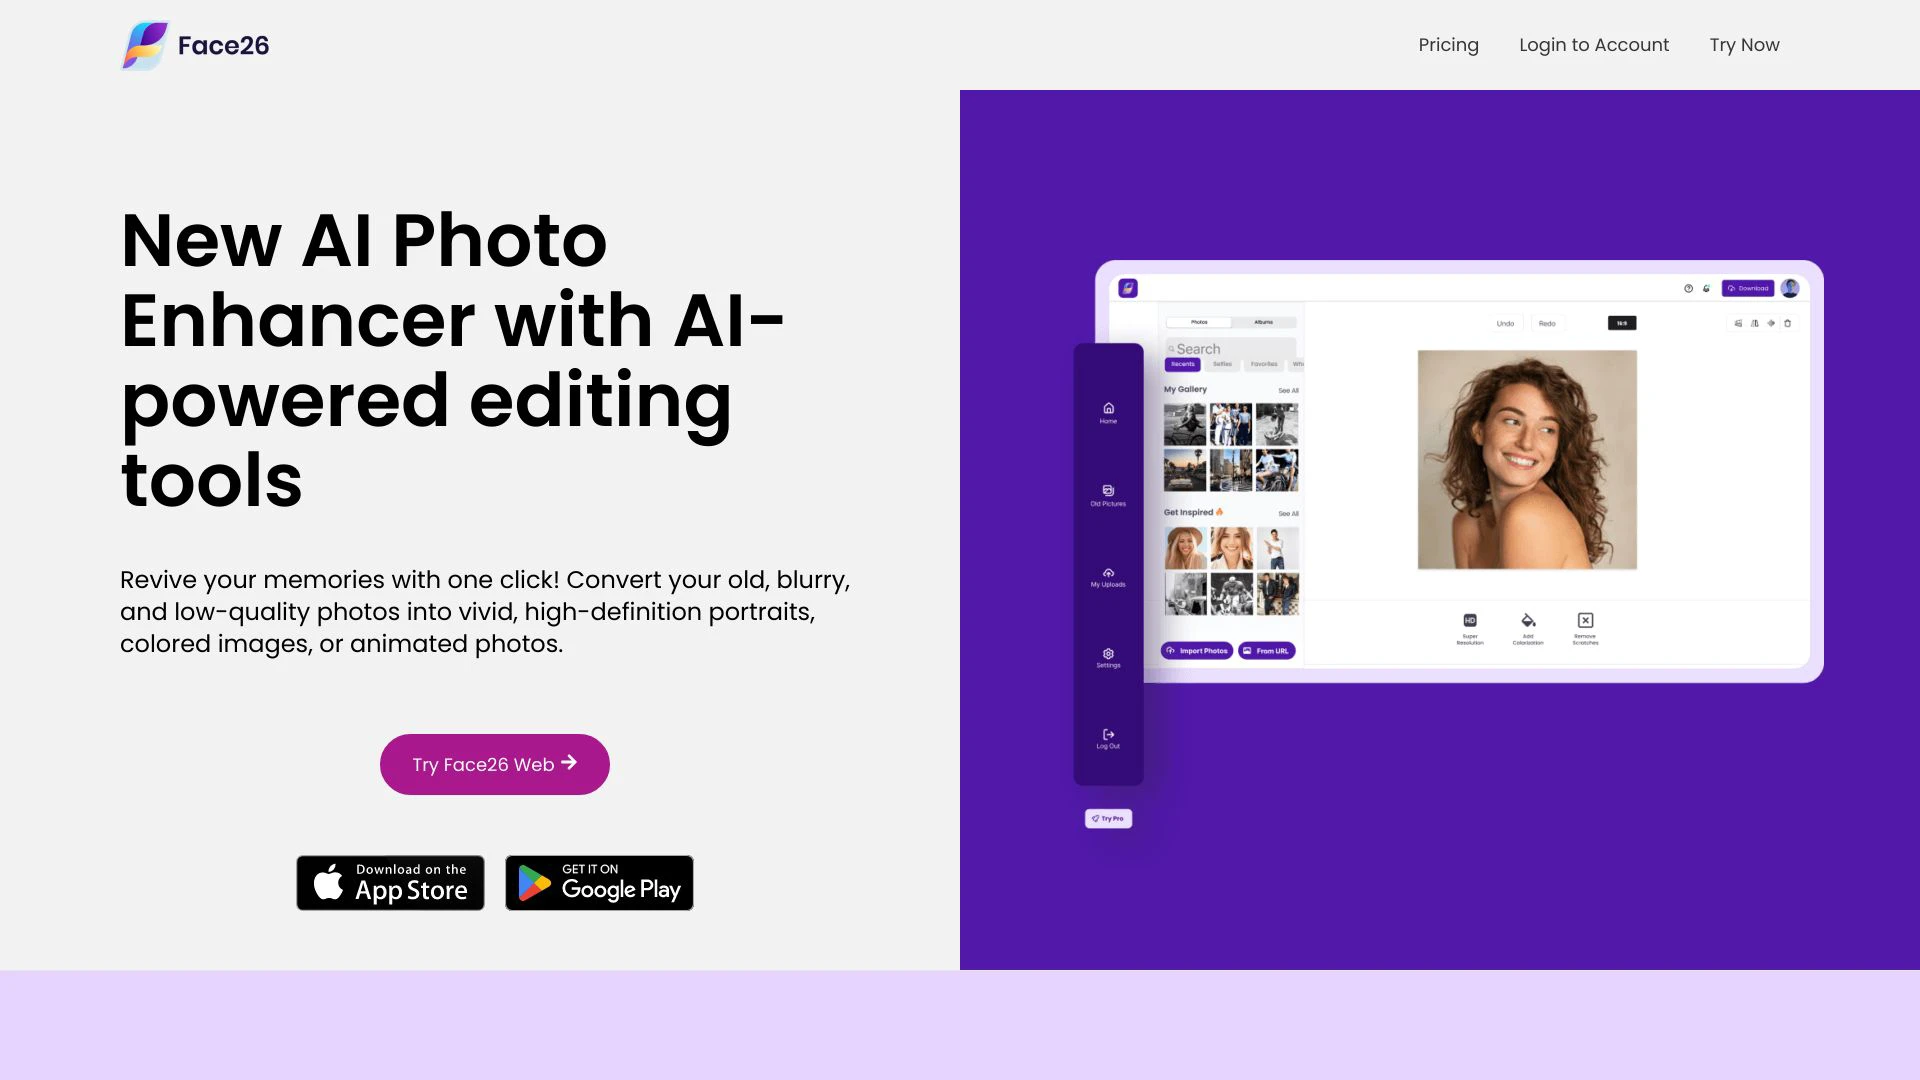 Face26
Pricing
Login to Account
Try Now
New AI Photo
Enhancer with AI-
powered editing
tools
Revive your memories with one click! Convert your old, blurry,
and low-quality photos into vivid, high-definition portraits,
colored images, or animated photos.
Try Face26 Web
Download on the
App Store
GET IT ON
Google Play
Download
Photos
Albums
Undo
Redo
16:9
Search
Recents
Selfies
Favorites
My Gallery
See All
Get Inspired
See All
Import Photos
From URL
Home
Old Pictures
My Uploads
Settings
Log Out
Try Pro
HD
Super
Resolution
Add
Colorization
Remove
Scratches